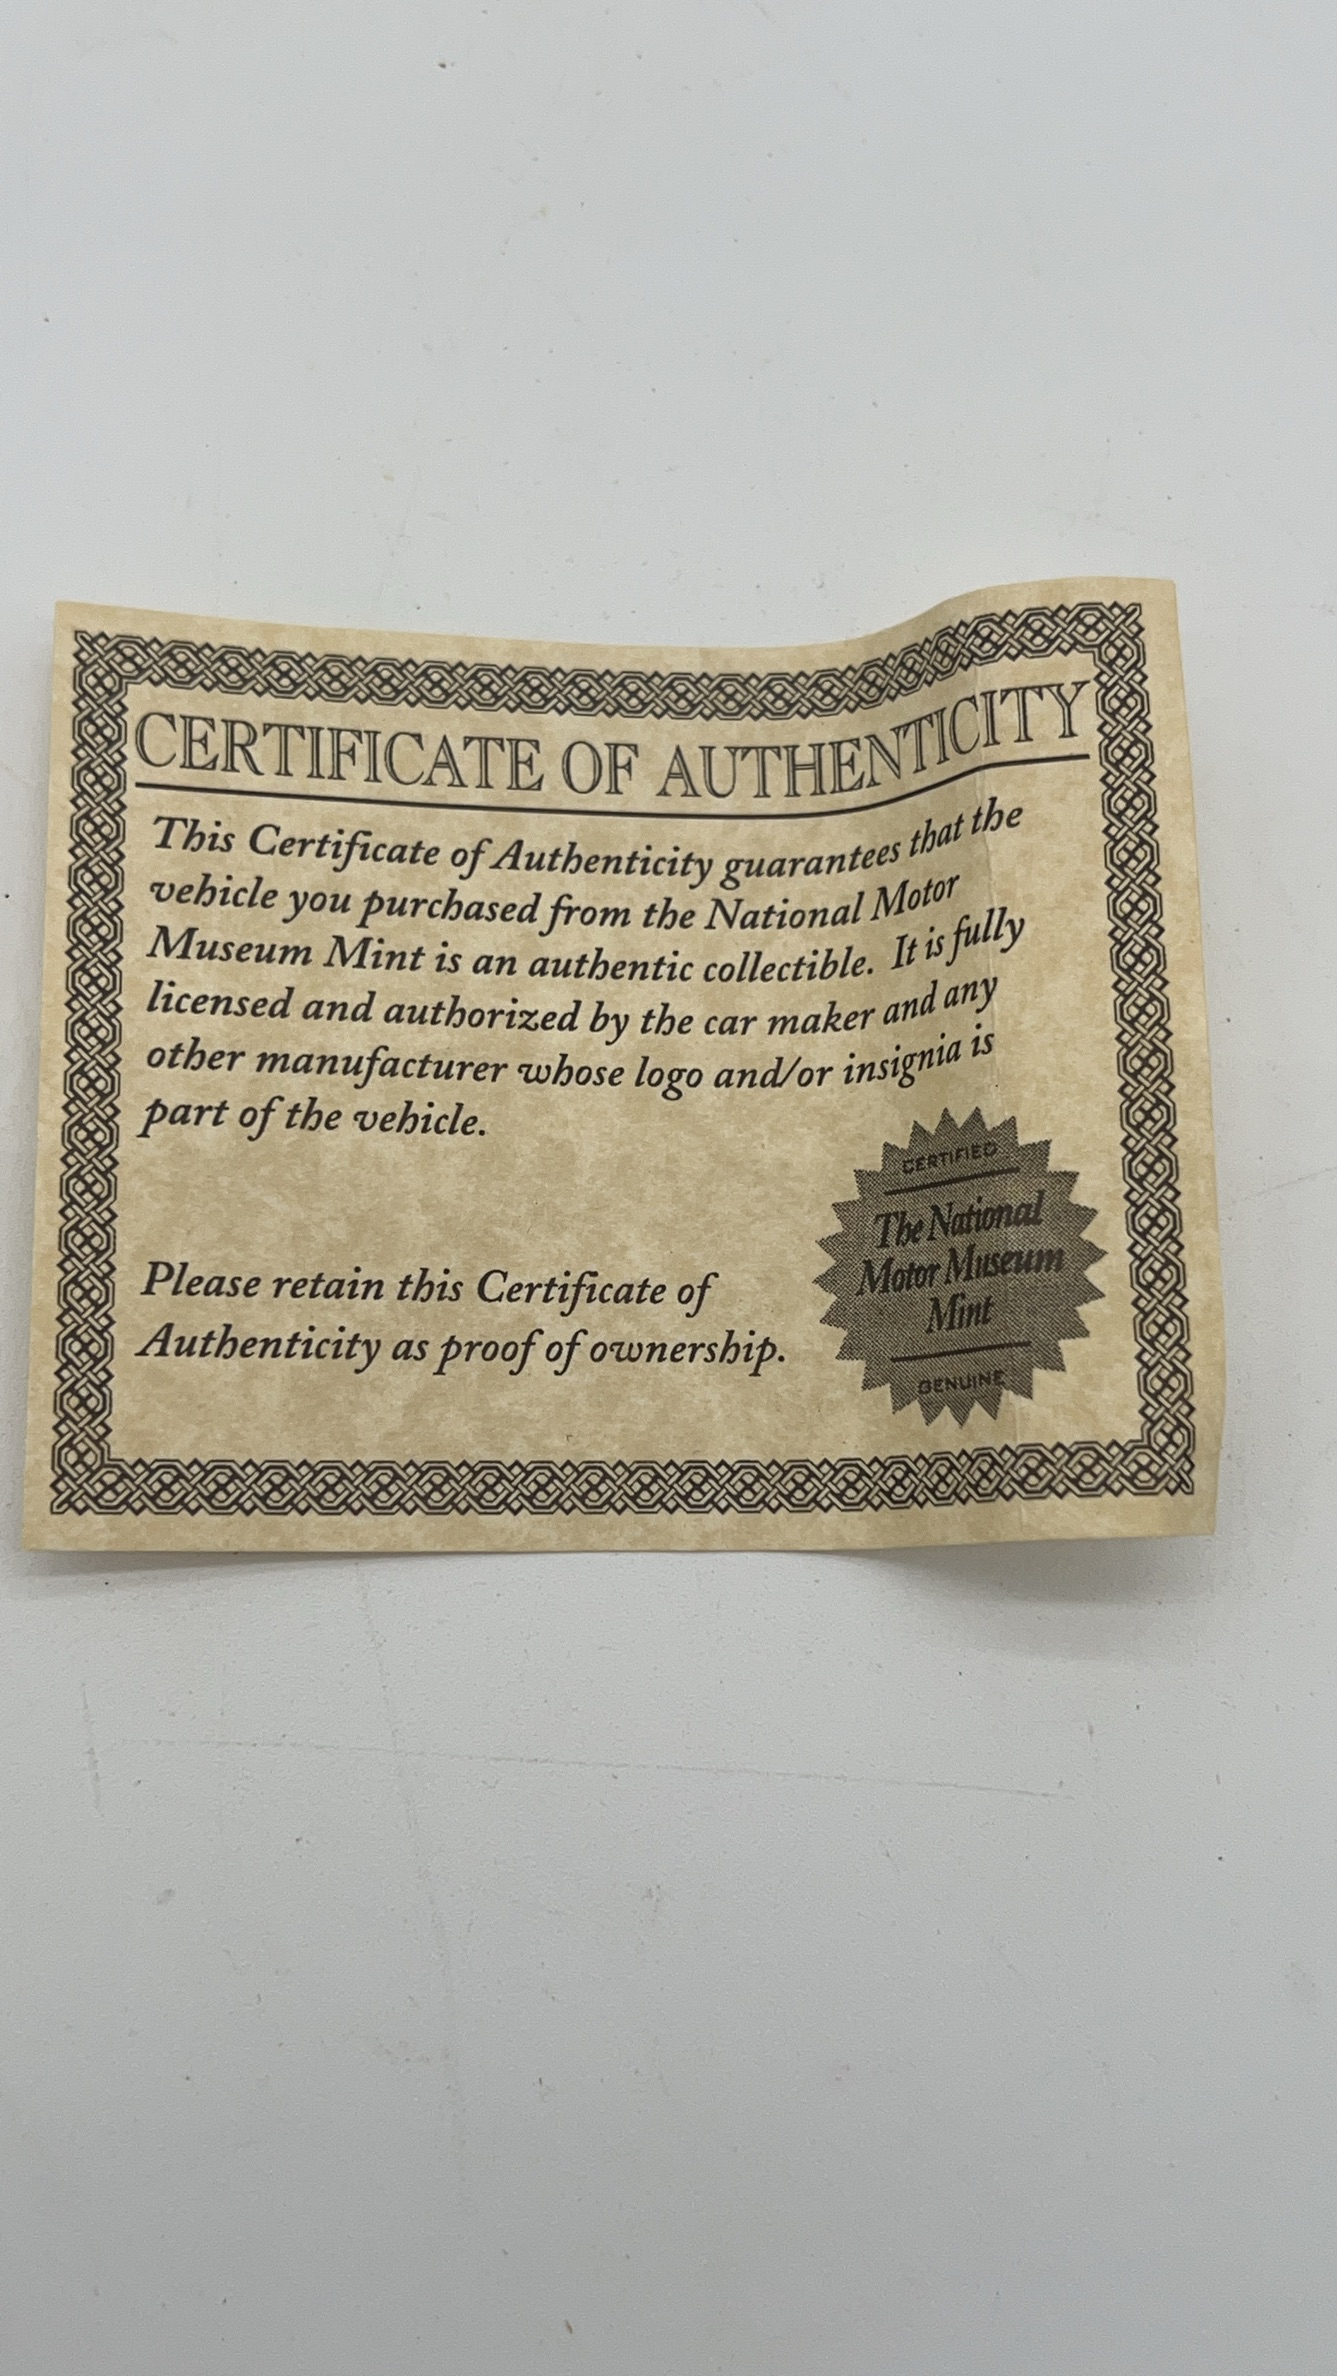 CERTIFICATE OF AUTHENTICITY
This Certificate of Authenticity guarantees that the
vehicle you purchased from the National Motor
Museum Mint is an authentic collectible. It is fully
licensed and authorized by the car maker and any
other manufacturer whose logo and/or insignia is
part of the vehicle.
Please retain this Certificate of
Authenticity as proof of ownership.
CERTIFIED
The National
Motor Museum
Mint
GENUINE